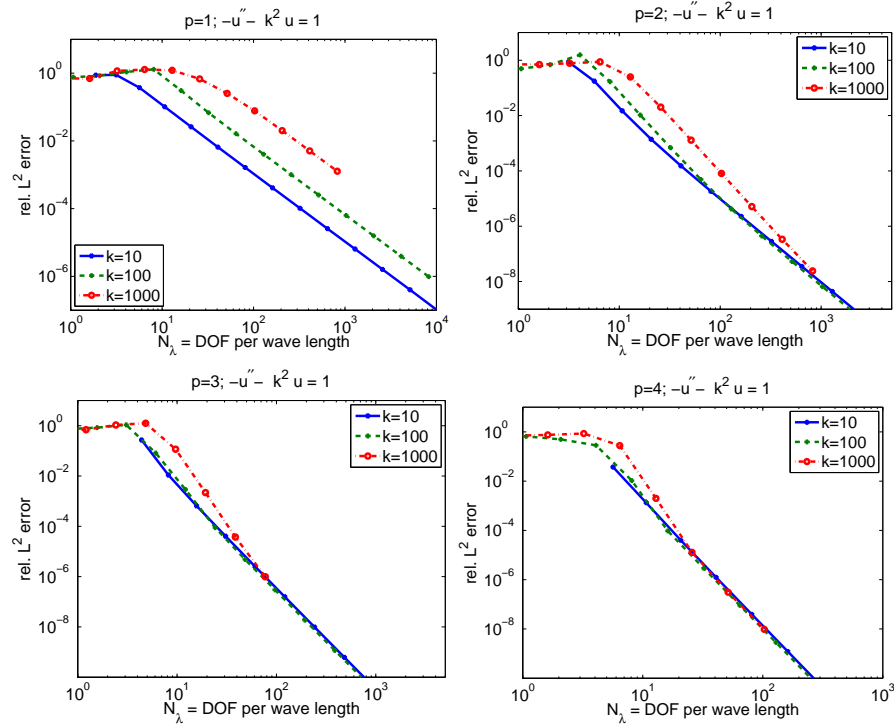 p=1; −u″− k² u = 1
rel. L² error
10⁰
10⁻²
10⁻⁴
10⁻⁶
k=10
k=100
k=1000
10⁰ 10¹ 10² 10³ 10⁴
N_λ = DOF per wave length
p=2; −u″− k² u = 1
rel. L² error
10⁰
10⁻²
10⁻⁴
10⁻⁶
10⁻⁸
k=10
k=100
k=1000
10⁰ 10¹ 10² 10³
N_λ = DOF per wave length
p=3; −u″− k² u = 1
rel. L² error
10⁰
10⁻²
10⁻⁴
10⁻⁶
10⁻⁸
k=10
k=100
k=1000
10⁰ 10¹ 10² 10³
N_λ = DOF per wave length
p=4; −u″− k² u = 1
rel. L² error
10⁰
10⁻²
10⁻⁴
10⁻⁶
10⁻⁸
k=10
k=100
k=1000
10⁰ 10¹ 10² 10³
N_λ = DOF per wave length